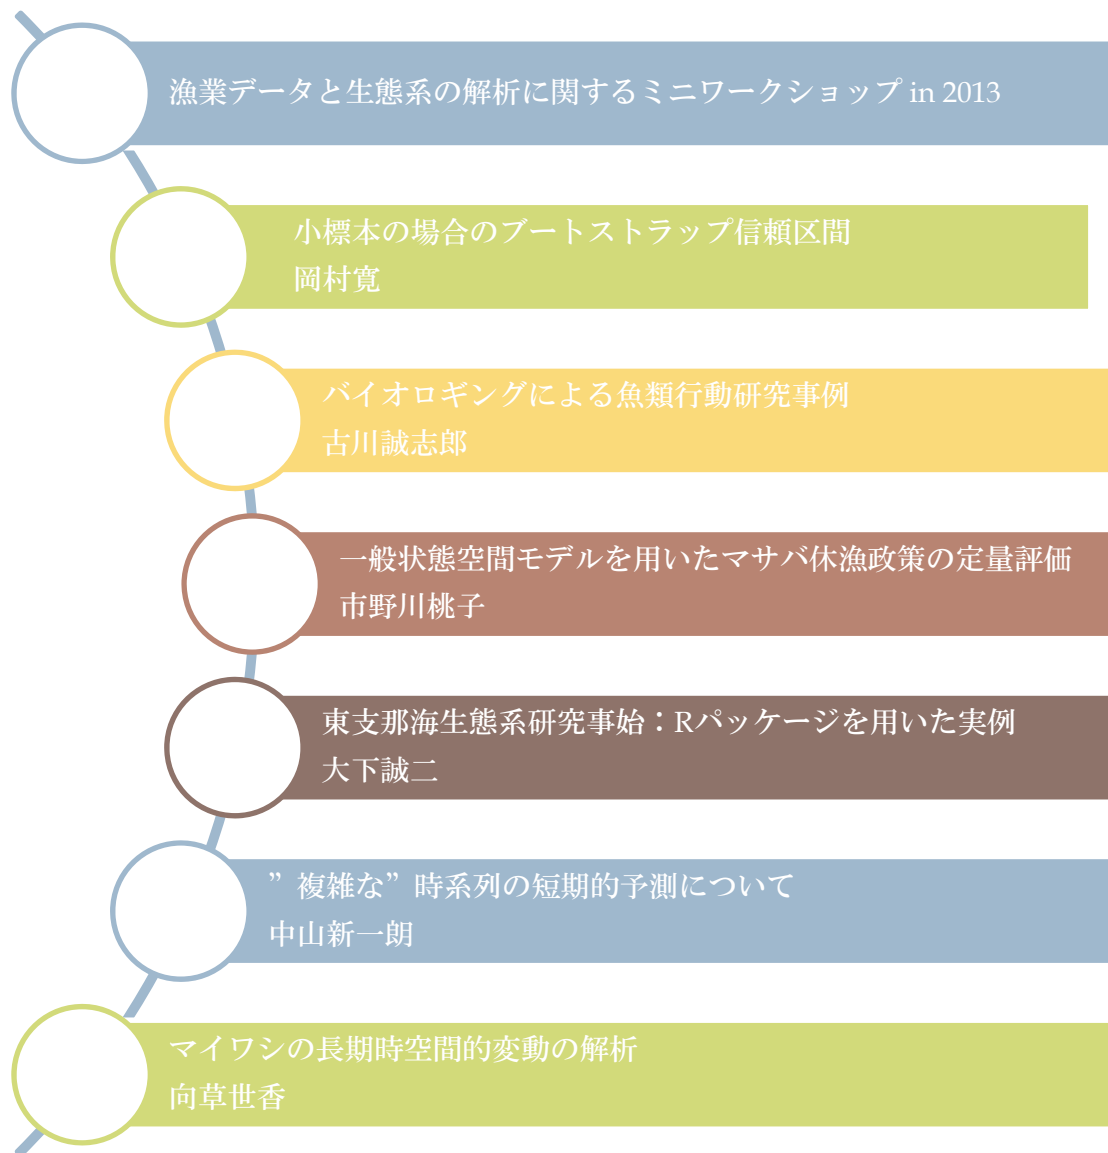 漁業データと生態系の解析に関するミニワークショップ in 2013
小標本の場合のブートストラップ信頼区間
岡村寛
バイオロギングによる魚類行動研究事例
古川誠志郎
一般状態空間モデルを用いたマサバ休漁政策の定量評価
市野川桃子
東支那海生態系研究事始：Rパッケージを用いた実例
大下誠二
”複雑な”時系列の短期的予測について
中山新一朗
マイワシの長期時空間的変動の解析
向草世香